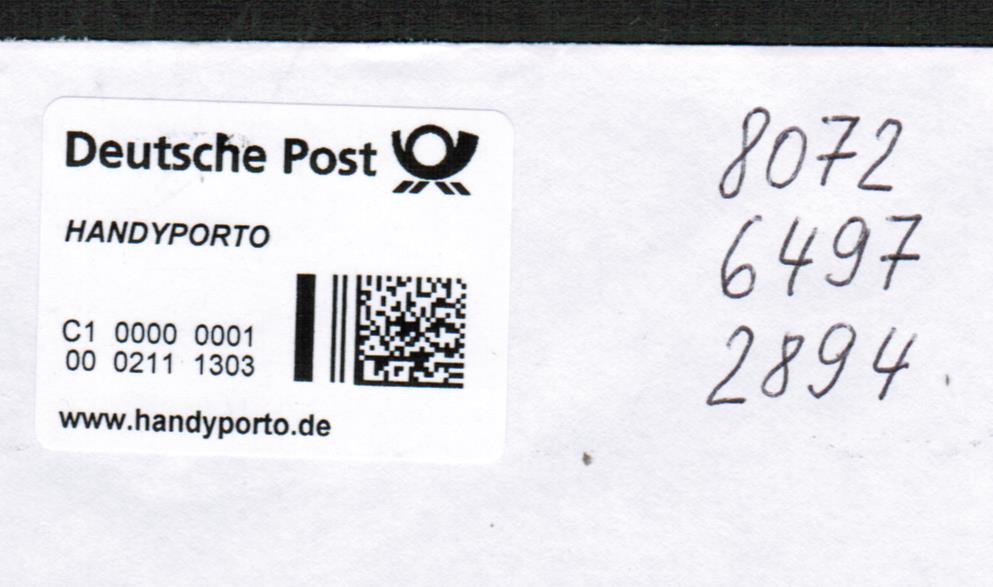 Deutsche Post
HANDYPORTO
C1 0000 0001
00 0211 1303
www.handyporto.de
8072
6497
2894